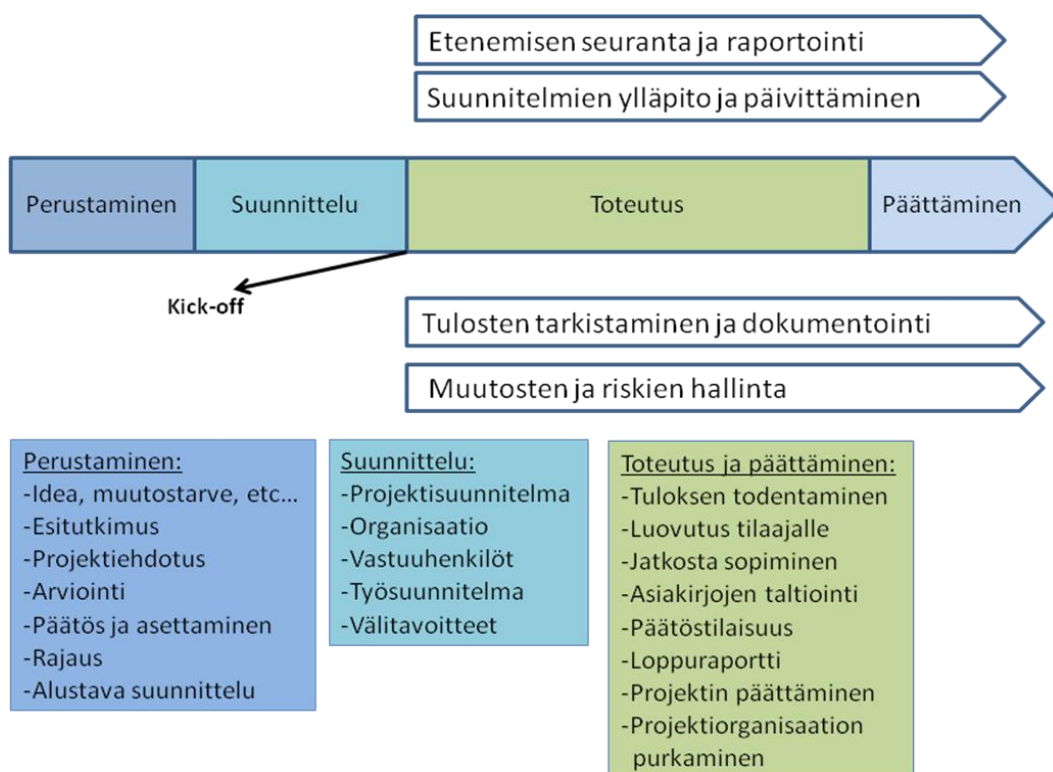 Etenemisen seuranta ja raportointi
Suunnitelmien ylläpito ja päivittäminen
Perustaminen
Suunnittelu
Toteutus
Päättäminen
Kick-off
Tulosten tarkistaminen ja dokumentointi
Muutosten ja riskien hallinta
Perustaminen:
-Idea, muutostarve, etc...
-Esitutkimus
-Projektiehdotus
-Arviointi
-Päätös ja asettaminen
-Rajaus
-Alustava suunnittelu
Suunnittelu:
-Projektisuunnitelma
-Organisaatio
-Vastuuhenkilöt
-Työsuunnitelma
-Välitavoitteet
Toteutus ja päättäminen:
-Tuloksen todentaminen
-Luovutus tilaajalle
-Jatkosta sopiminen
-Asiakirjojen taltiointi
-Päätöstilaisuus
-Loppuraportti
-Projektin päättäminen
-Projektiorganisaation
purkaminen